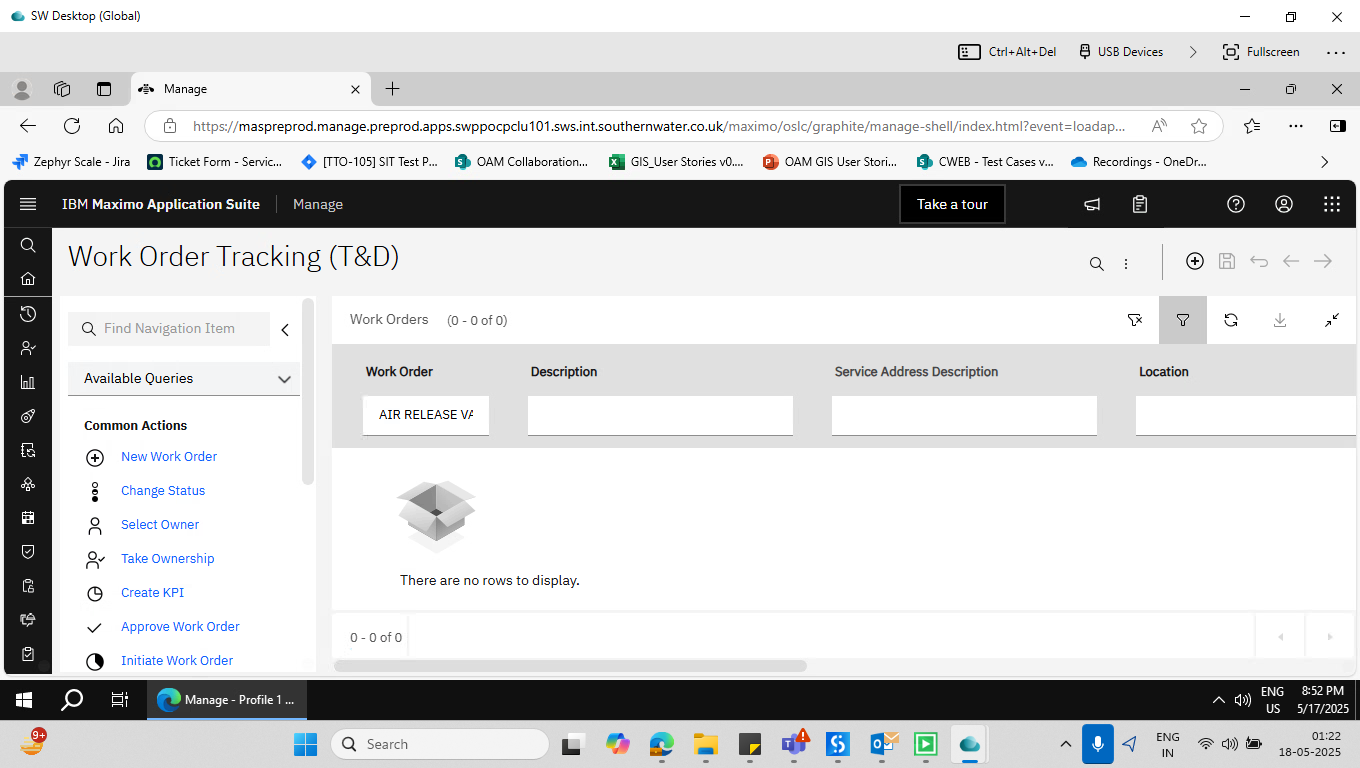 SW Desktop (Global)
Ctrl+Alt+Del USB Devices Fullscreen
Manage
https://maspreprod.manage.preprod.apps.swppocpclu101.sws.int.southernwater.co.uk/maximo/oslc/graphite/manage-shell/index.html?event=loadap...
Zephyr Scale - Jira Ticket Form - Servic... [TTO-105] SIT Test P... OAM Collaboration... GIS_User Stories v0.... OAM GIS User Stori... CWEB - Test Cases v... Recordings - OneDr...
IBM Maximo Application Suite Manage Take a tour
Work Order Tracking (T&D)
Find Navigation Item
Available Queries
Common Actions
New Work Order
Change Status
Select Owner
Take Ownership
Create KPI
Approve Work Order
Initiate Work Order
Work Orders (0 - 0 of 0)
Work Order Description Service Address Description Location
AIR RELEASE VA
There are no rows to display.
0 - 0 of 0
Manage - Profile 1 ...
ENG
US
8:52 PM
5/17/2025
9+
Search
ENG
IN
01:22
18-05-2025